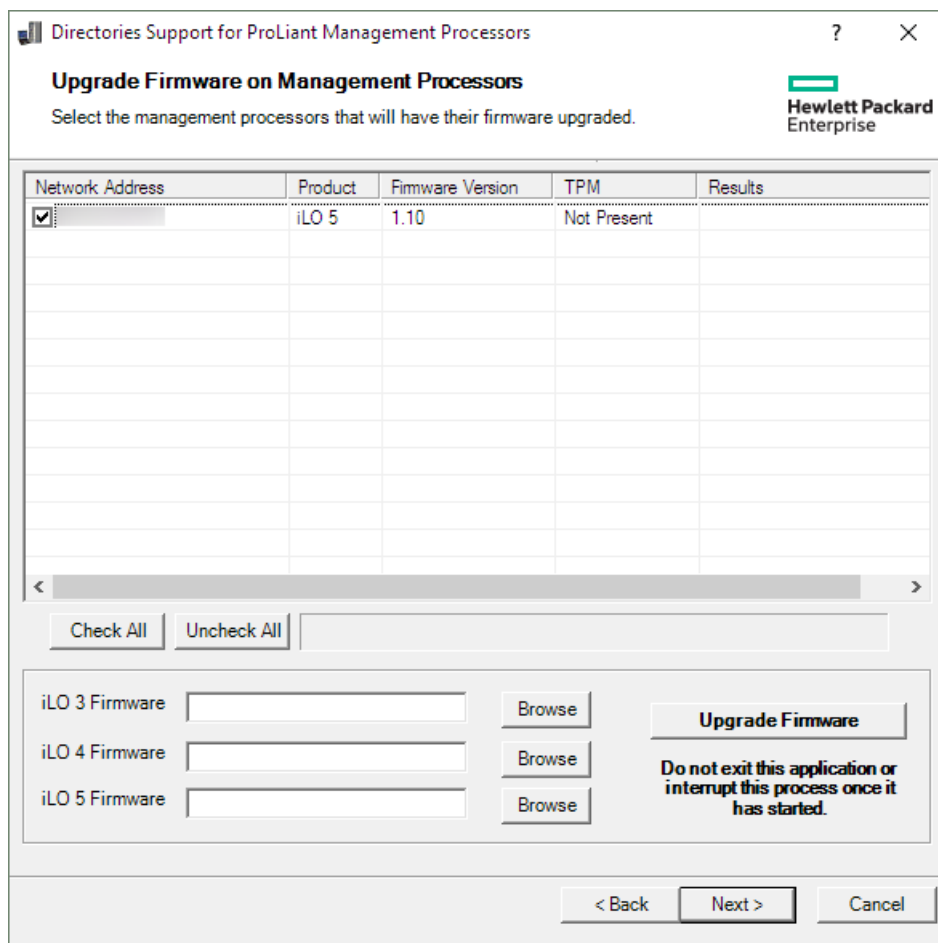 Directories Support for ProLiant Management Processors ? ×
Upgrade Firmware on Management Processors
Select the management processors that will have their firmware upgraded.
Hewlett Packard
Enterprise
Network Address Product Firmware Version TPM Results
iLO 5 1.10 Not Present
Check All Uncheck All
iLO 3 Firmware Browse
Upgrade Firmware
iLO 4 Firmware Browse
Do not exit this application or
interrupt this process once it
has started.
iLO 5 Firmware Browse
< Back Next > Cancel